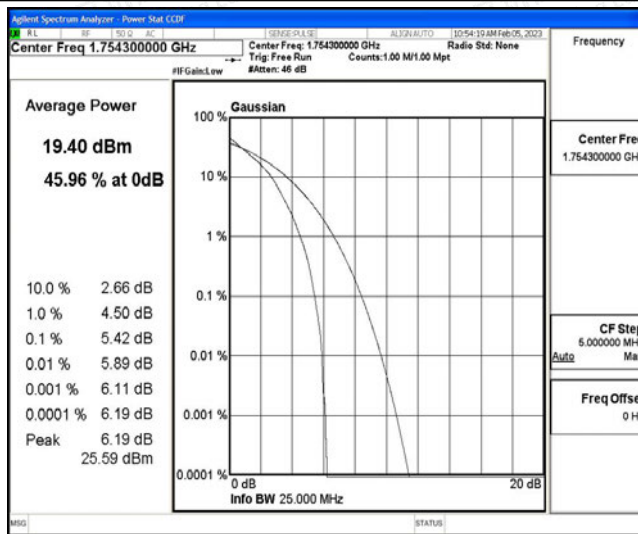 Agilent Spectrum Analyzer - Power Stat CCDF
RL RF 50 Ω AC SENSE:PULSE ALIGN AUTO 10:54:19 AM Feb 05, 2023
Center Freq 1.754300000 GHz
Center Freq: 1.754300000 GHz Radio Std: None
Trig: Free Run Counts:1.00 M/1.00 Mpt
#IFGain:Low #Atten: 46 dB
Frequency
Average Power
19.40 dBm
45.96 % at 0dB
10.0 % 2.66 dB
1.0 % 4.50 dB
0.1 % 5.42 dB
0.01 % 5.89 dB
0.001 % 6.11 dB
0.0001 % 6.19 dB
Peak 6.19 dB
25.59 dBm
Gaussian
100 %
10 %
1 %
0.1 %
0.01 %
0.001 %
0.0001 %
0 dB 20 dB
Info BW 25.000 MHz
Center Fre
1.754300000 GH
CF Step
5.000000 MH
Auto Ma
Freq Offse
0 H
MSG STATUS